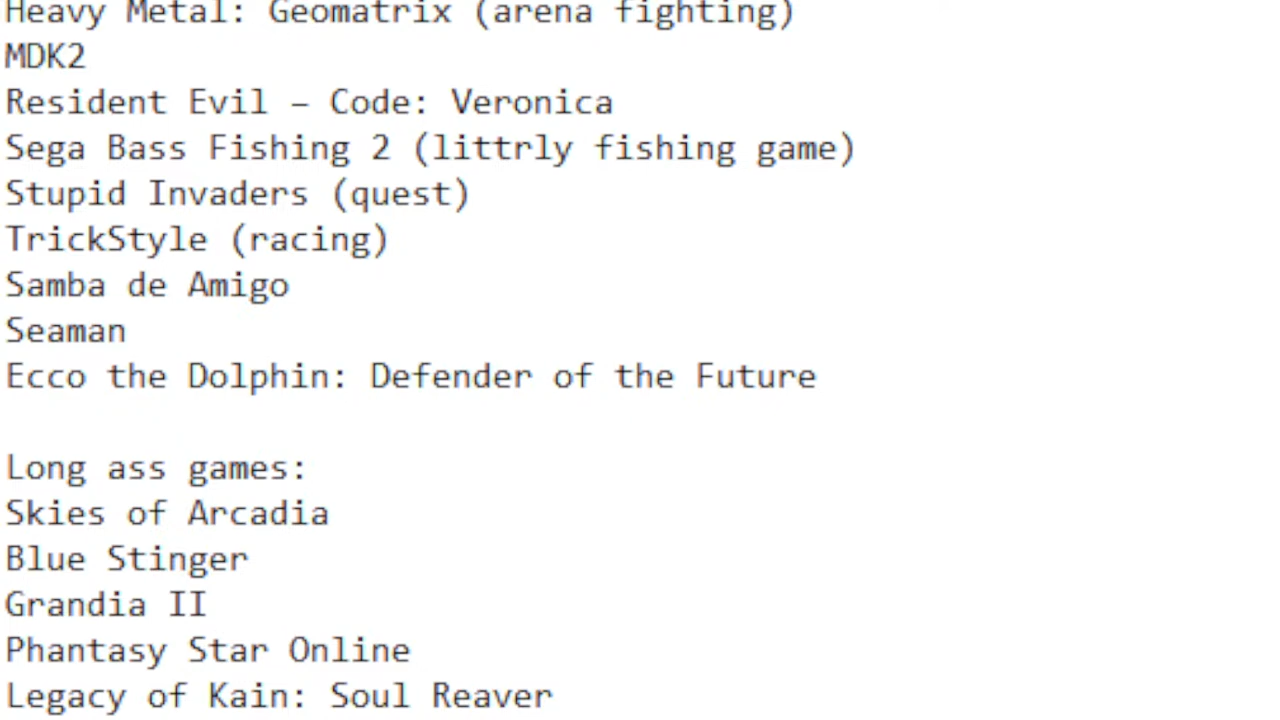 Heavy Metal: Geomatrix (arena fighting)
MDK2
Resident Evil – Code: Veronica
Sega Bass Fishing 2 (littrly fishing game)
Stupid Invaders (quest)
TrickStyle (racing)
Samba de Amigo
Seaman
Ecco the Dolphin: Defender of the Future

Long ass games:
Skies of Arcadia
Blue Stinger
Grandia II
Phantasy Star Online
Legacy of Kain: Soul Reaver